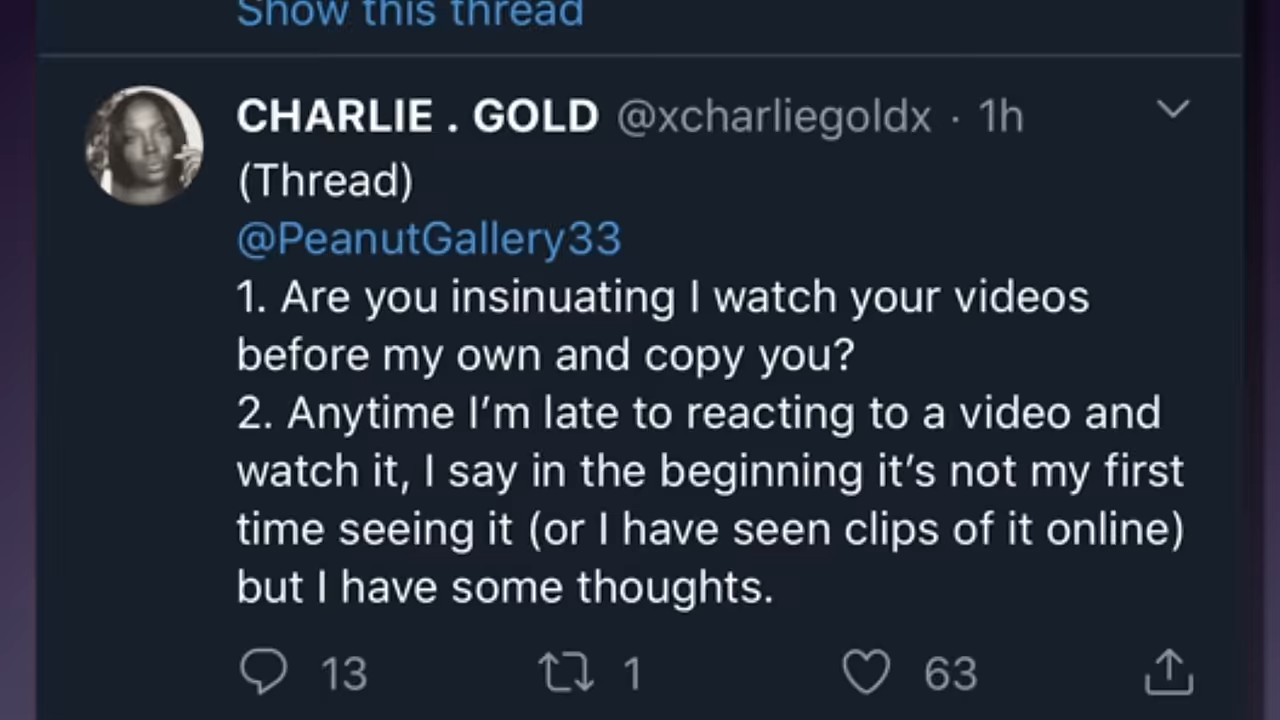 Show this thread
CHARLIE . GOLD @xcharliegoldx · 1h
(Thread)
@PeanutGallery33
1. Are you insinuating I watch your videos
before my own and copy you?
2. Anytime I’m late to reacting to a video and
watch it, I say in the beginning it’s not my first
time seeing it (or I have seen clips of it online)
but I have some thoughts.
13 1 63